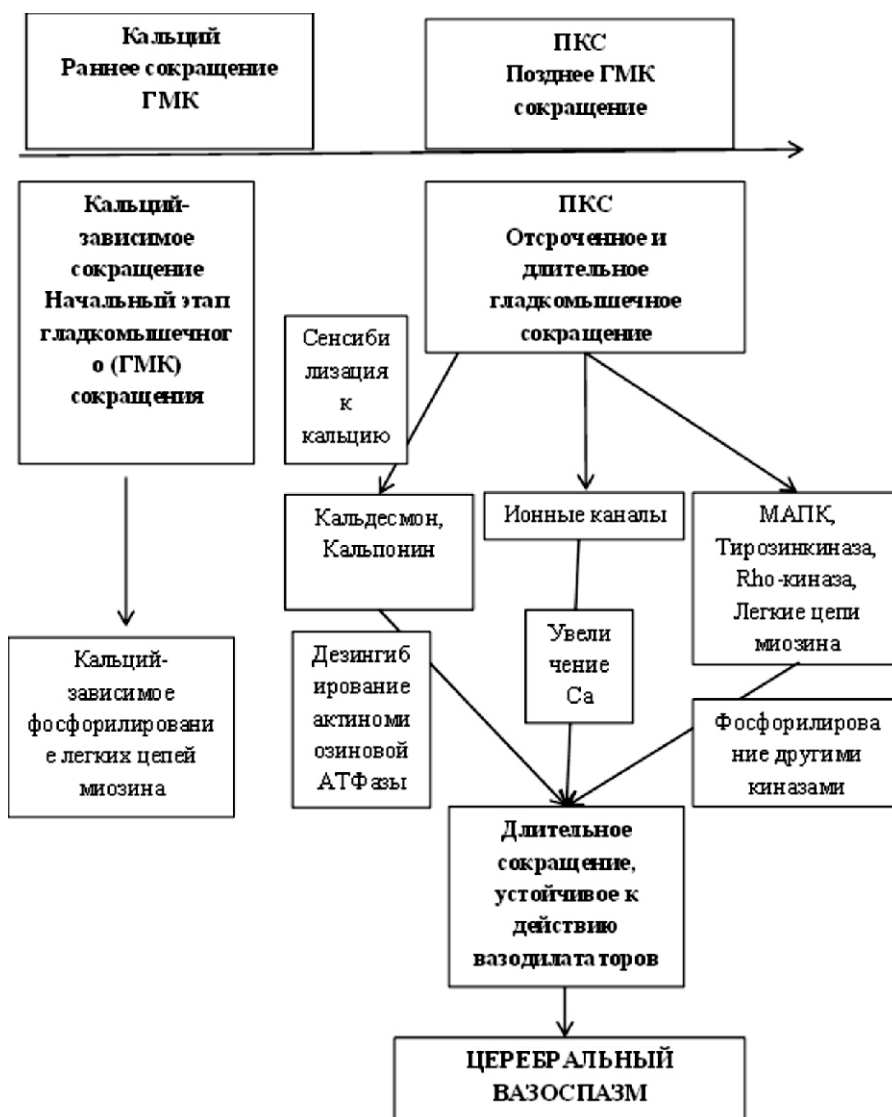 Кальций
Раннее сокращение
ГМК
ПКС
Позднее ГМК
сокращение
Кальций-
зависимое
сокращение
Начальный этап
гладкомышечног
о (ГМК)
сокращения
ПКС
Отсроченное и
длительное
гладкомышечное
сокращение
Сенсиби
лизация
к
кальцию
Кальдесмон,
Кальпонин
Ионные каналы
МАПК,
Тирозинкиназа,
Rho-киназа,
Легкие цепи
миозина
Кальций-
зависимое
фосфорилировани
е легких цепей
миозина
Дезингиб
ирование
актиноми
озиновой
АТФазы
Увели
чение
Са
Фосфорилирова
ние другими
киназами
Длительное
сокращение,
устойчивое к
действию
вазодилататоров
ЦЕРЕБРАЛЬНЫЙ
ВАЗОСПАЗМ